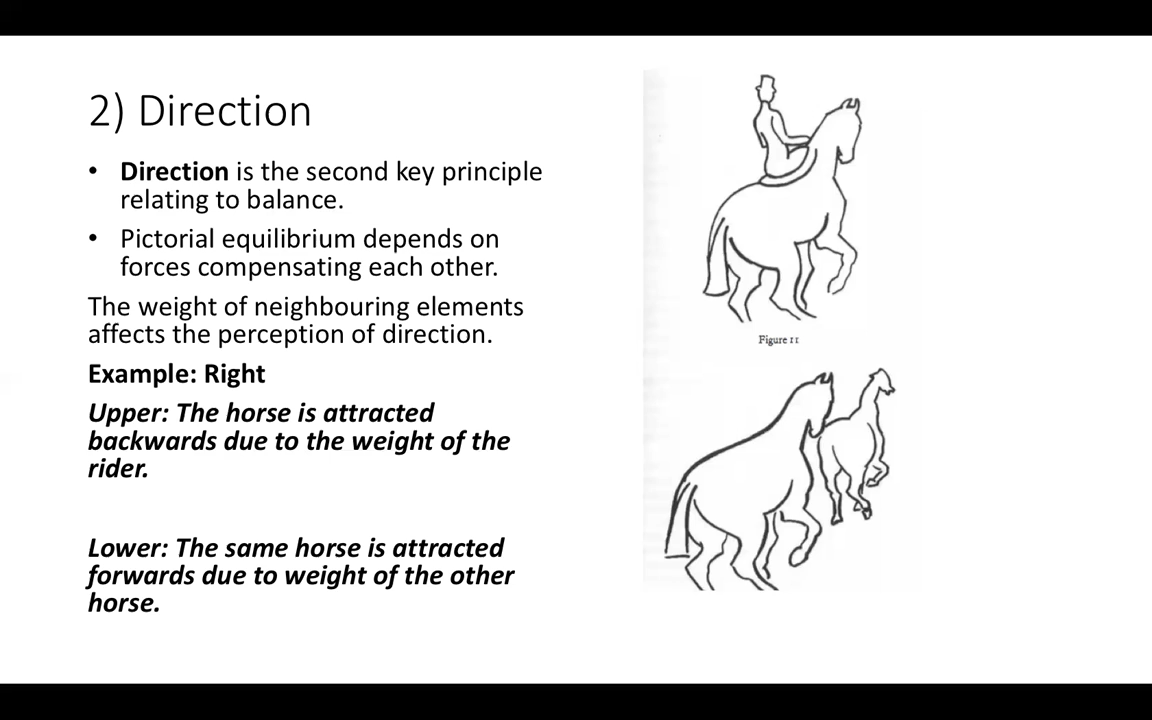 2) Direction
• Direction is the second key principle
relating to balance.
• Pictorial equilibrium depends on
forces compensating each other.
The weight of neighbouring elements
affects the perception of direction.
Example: Right
Upper: The horse is attracted
backwards due to the weight of the
rider.
Lower: The same horse is attracted
forwards due to weight of the other
horse.
Figure 11